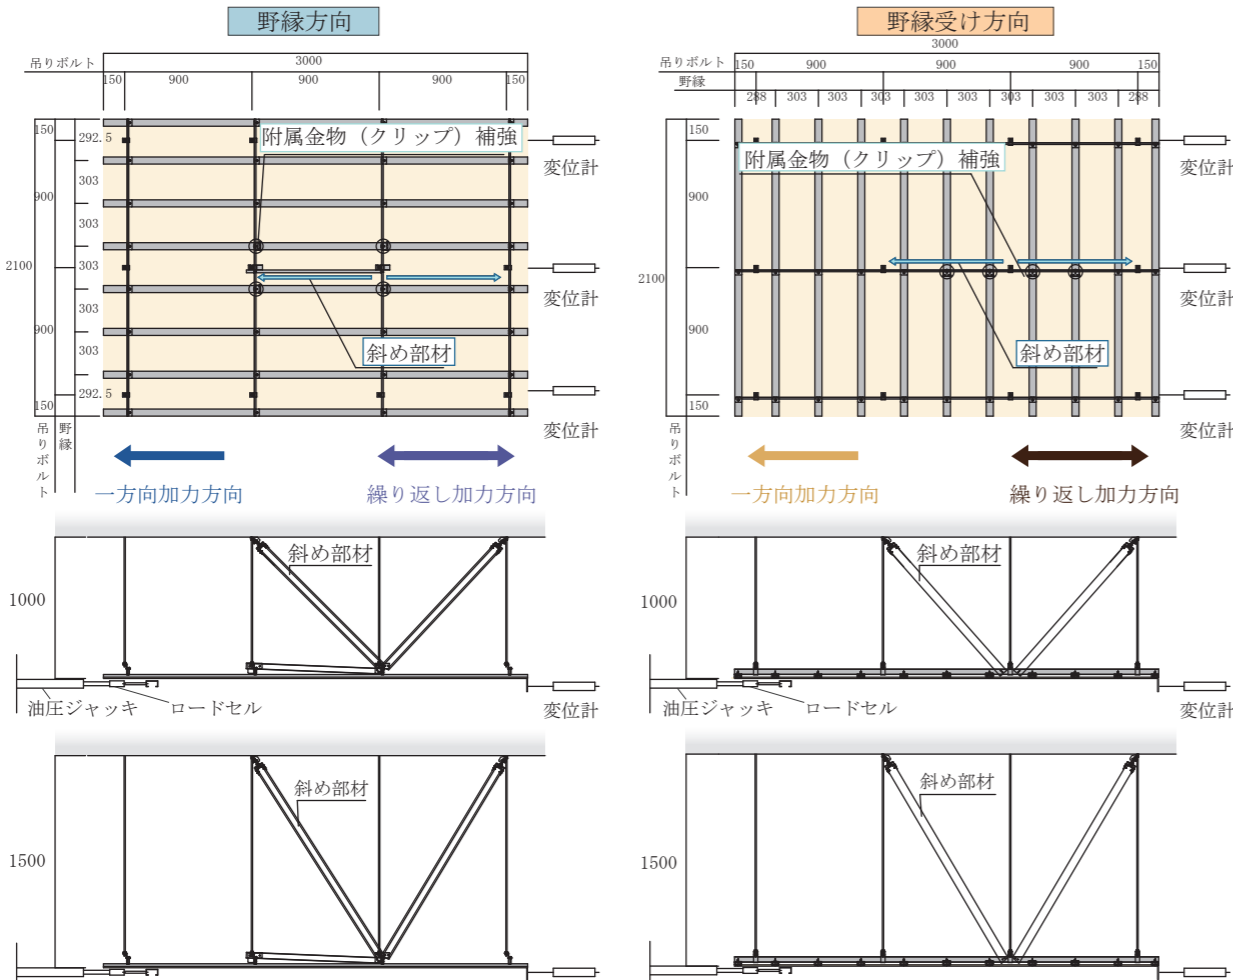 野縁方向
3000
吊りボルト
150
900
900
900
150
150
900
2100
900
150
292.5
303
303
303
303
303
292.5
吊りボルト
野縁
附属金物（クリップ）補強
斜め部材
変位計
変位計
変位計
一方向加力方向
繰り返し加力方向
斜め部材
1000
油圧ジャッキ
ロードセル
変位計
斜め部材
1500
野縁受け方向
3000
吊りボルト
150
900
900
900
150
野縁
288
303
303
303
303
303
303
303
303
288
150
900
2100
900
150
吊りボルト
附属金物（クリップ）補強
斜め部材
変位計
変位計
変位計
一方向加力方向
繰り返し加力方向
斜め部材
1000
油圧ジャッキ
ロードセル
変位計
斜め部材
1500